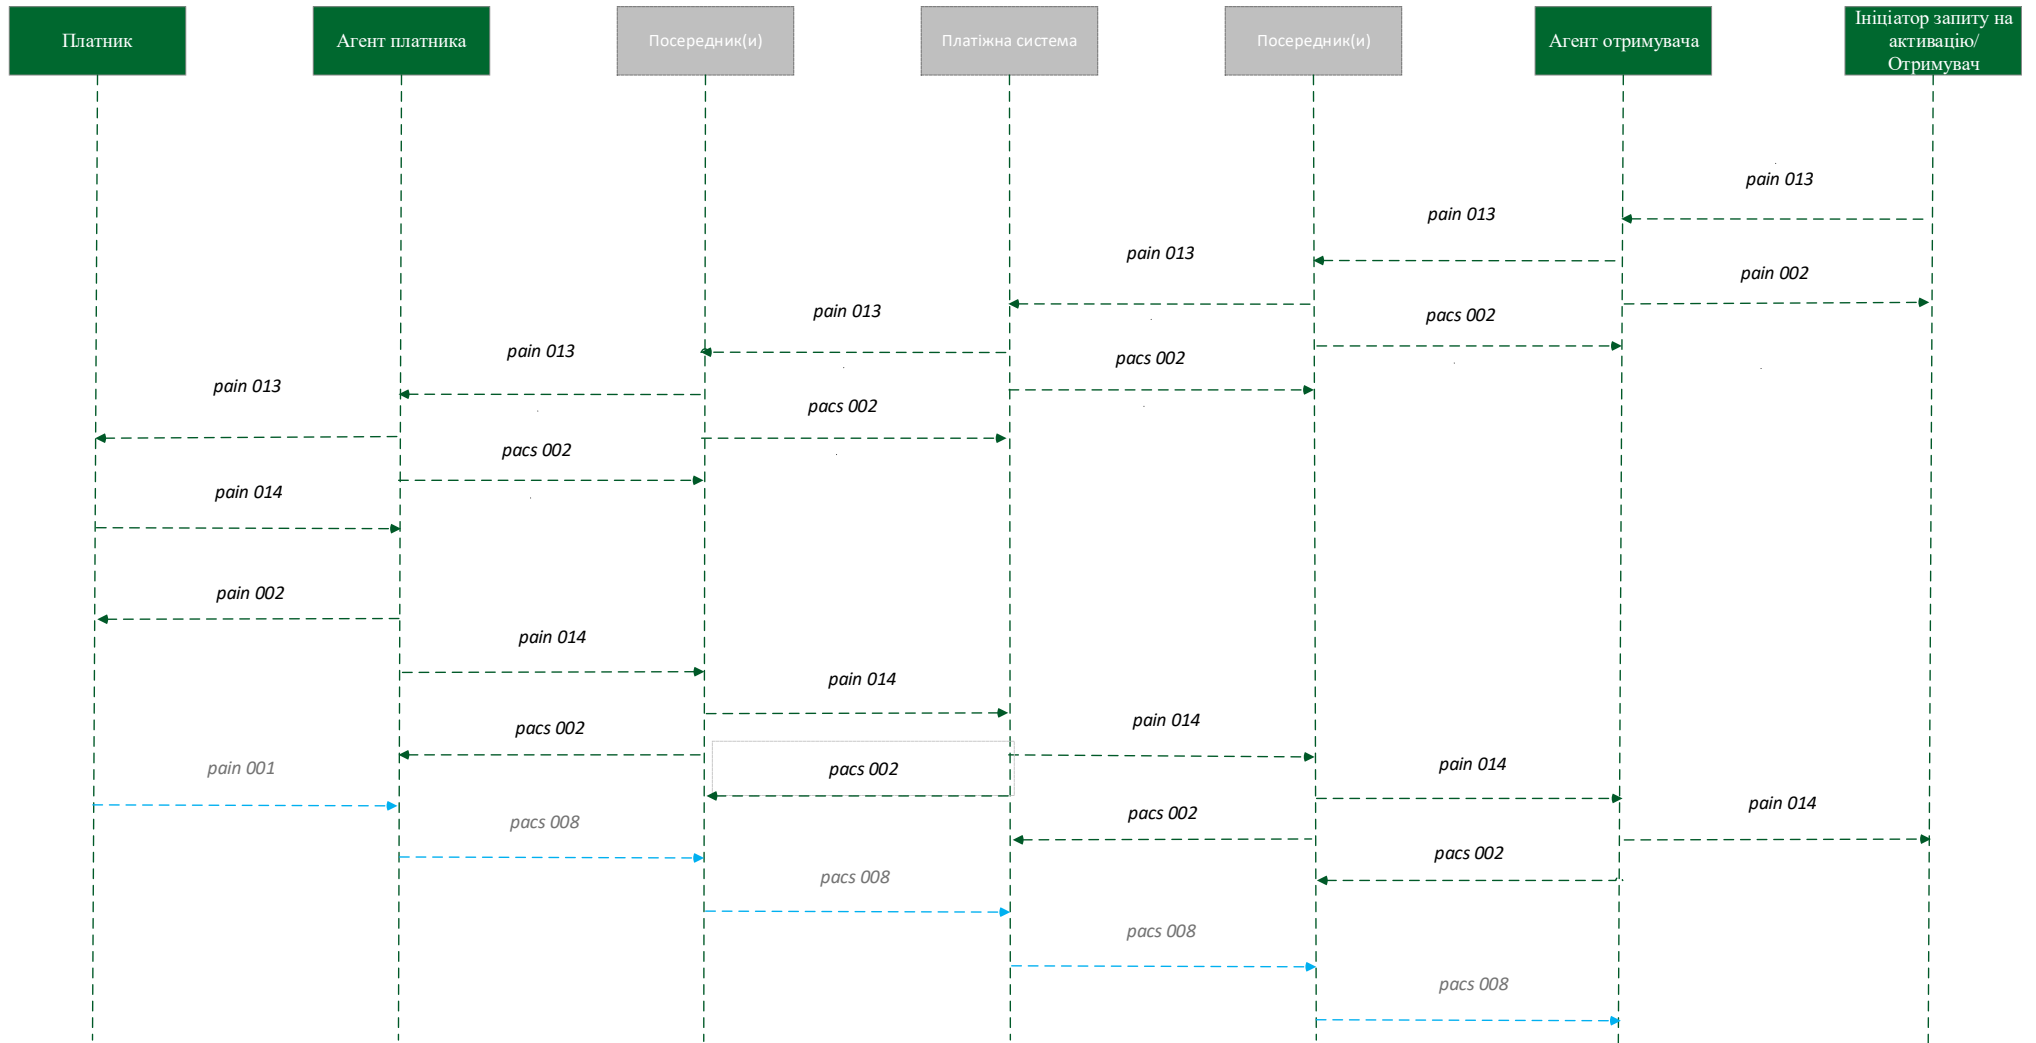 Платник
Агент платника
Посередник(и)
Платіжна система
Посередник(и)
Агент отримувача
Ініціатор запиту на
активацію/
Отримувач
pain 013
pain 013
pain 013
pain 002
pain 013
pacs 002
pain 013
pacs 002
pain 013
pacs 002
pacs 002
pain 014
pain 002
pain 014
pain 014
pain 014
pacs 002
pain 014
pain 001
pacs 002
pain 014
pacs 002
pacs 008
pacs 002
pacs 008
pacs 008
pacs 008